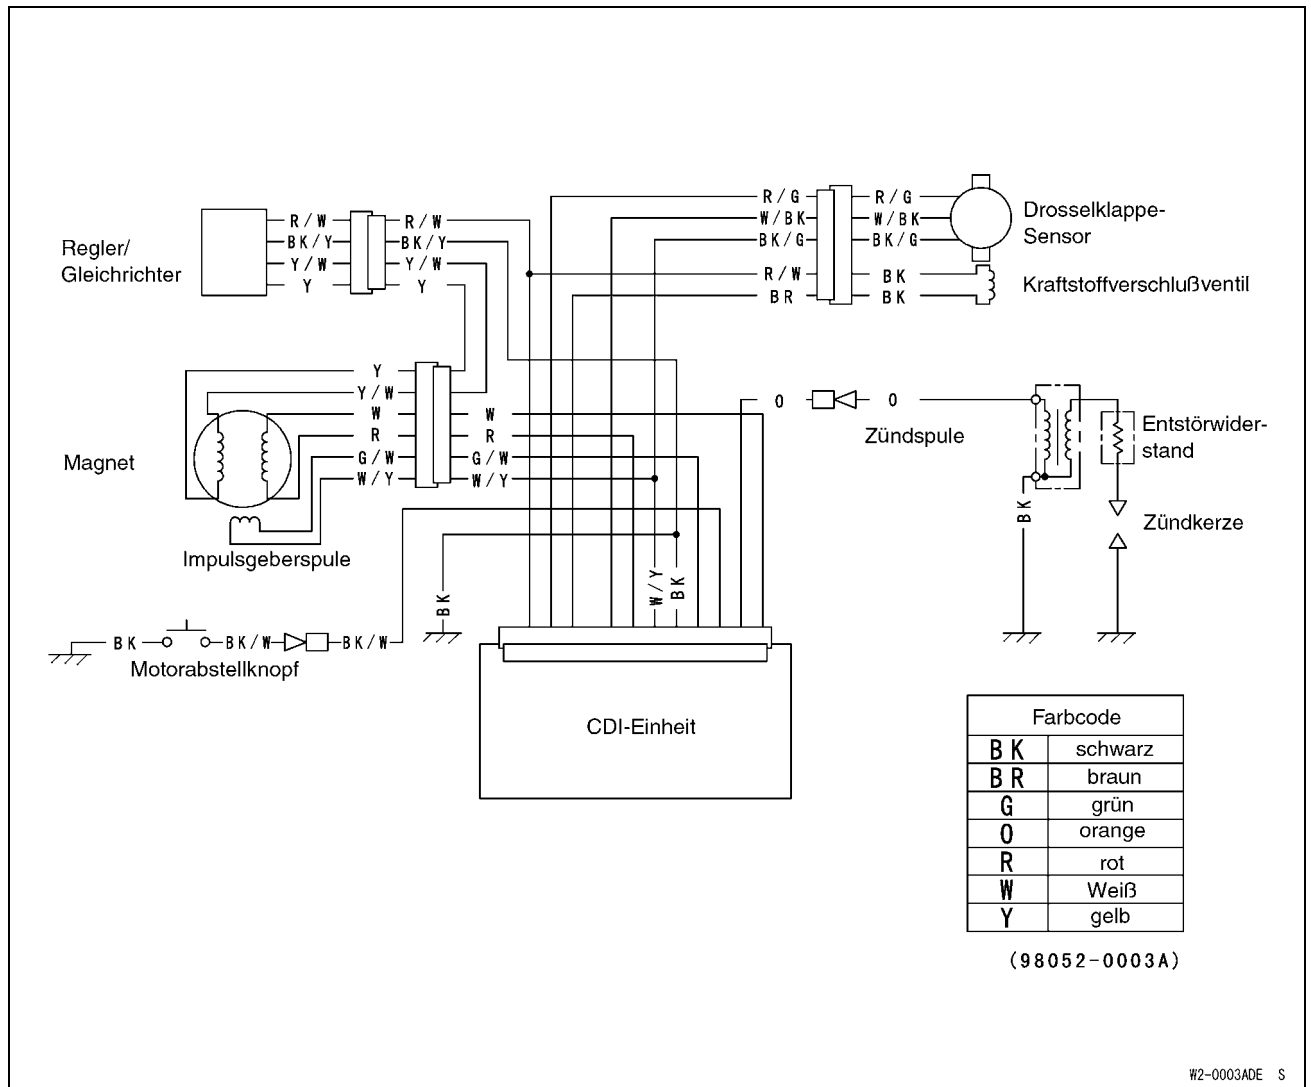 R/G R/G
W/BK W/BK
BK/G BK/G
Drosselklappe-
Sensor
R/W BK
BR BK
Kraftstoffverschlußventil
Regler/
Gleichrichter
R/W R/W
BK/Y BK/Y
Y/W Y/W
Y Y
Y
Y/W
W W
R R
G/W G/W
W/Y W/Y
Magnet
Impulsgeberspule
O O
Zündspule
Entstörwider-
stand
BK
Zündkerze
W/Y
BK
BK
BK BK/W BK/W
Motorabstellknopf
CDI-Einheit
Farbcode
BK schwarz
BR braun
G grün
O orange
R rot
W Weiß
Y gelb
(98052-0003A)
W2-0003ADE S